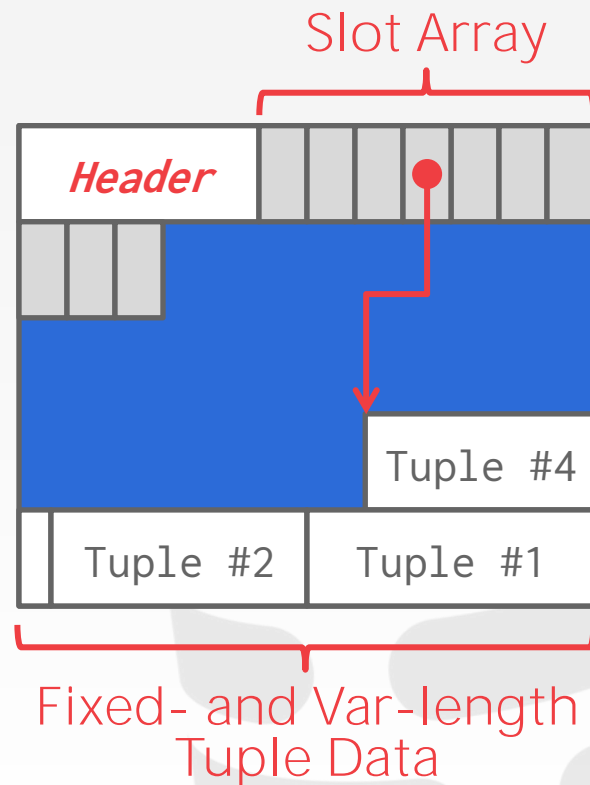 Slot Array
Header
Tuple #4
Tuple #2 Tuple #1
Fixed- and Var-length
Tuple Data